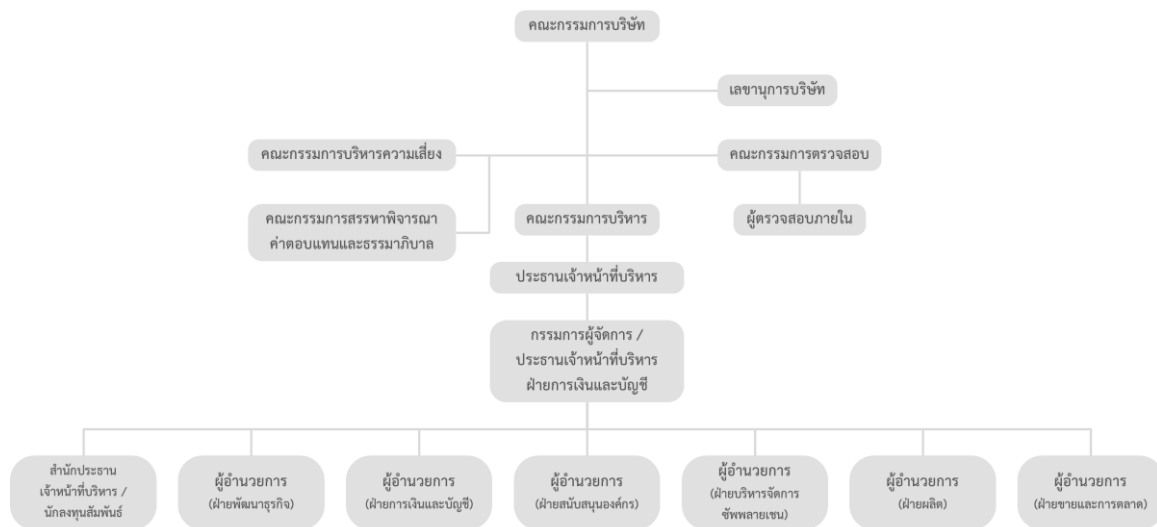 คณะกรรมการบริษัท
เลขานุการบริษัท
คณะกรรมการบริหารความเสี่ยง
คณะกรรมการตรวจสอบ
คณะกรรมการสรรหาพิจารณา
ค่าตอบแทนและธรรมาภิบาล
คณะกรรมการบริหาร
ผู้ตรวจสอบภายใน
ประธานเจ้าหน้าที่บริหาร
กรรมการผู้จัดการ /
ประธานเจ้าหน้าที่บริหาร
ฝ่ายการเงินและบัญชี
สำนักประธาน
เจ้าหน้าที่บริหาร /
นักลงทุนสัมพันธ์
ผู้อำนวยการ
(ฝ่ายพัฒนาธุรกิจ)
ผู้อำนวยการ
(ฝ่ายการเงินและบัญชี)
ผู้อำนวยการ
(ฝ่ายสนับสนุนองค์กร)
ผู้อำนวยการ
(ฝ่ายบริหารจัดการ
ซัพพลายเชน)
ผู้อำนวยการ
(ฝ่ายผลิต)
ผู้อำนวยการ
(ฝ่ายขายและการตลาด)